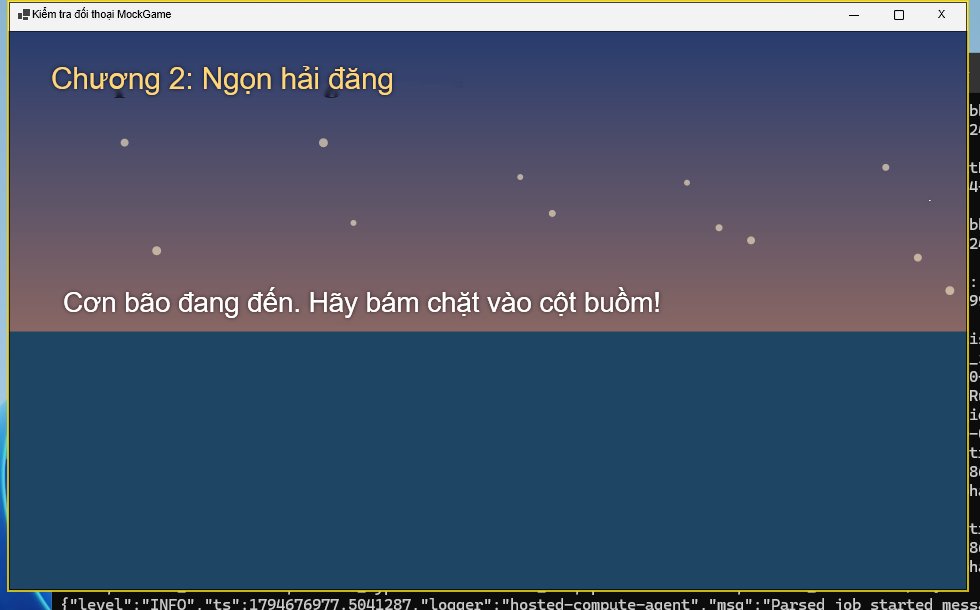 Kiểm tra đối thoại MockGame
Chương 2: Ngọn hải đăng
Cơn bão đang đến. Hãy bám chặt vào cột buồm!
{"level":"INFO","ts":1794676977.5041287,"logger":"hosted-compute-agent","msg":"Parsed job started